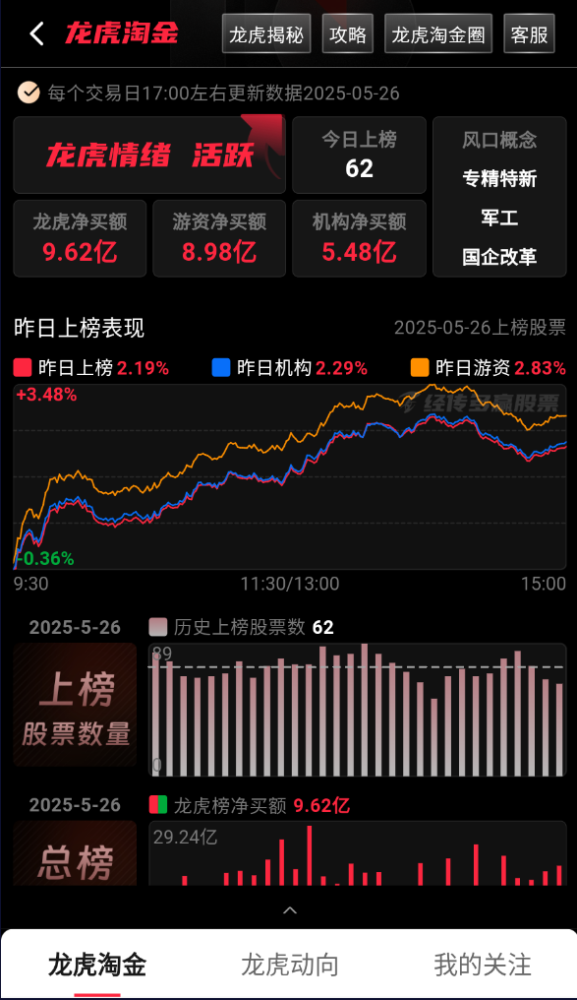 龙虎淘金 龙虎揭秘 攻略 龙虎淘金圈 客服
每个交易日17:00左右更新数据2025-05-26
龙虎情绪 活跃
今日上榜
62
风口概念
专精特新
军工
国企改革
龙虎净买额
9.62亿
游资净买额
8.98亿
机构净买额
5.48亿
昨日上榜表现 2025-05-26上榜股票
昨日上榜2.19% 昨日机构2.29% 昨日游资2.83%
+3.48%
经传多赢股票
-0.36%
9:30 11:30/13:00 15:00
2025-5-26 历史上榜股票数 62
89
上榜
股票数量
0
2025-5-26 龙虎榜净买额 9.62亿
29.24亿
总榜
龙虎淘金 龙虎动向 我的关注